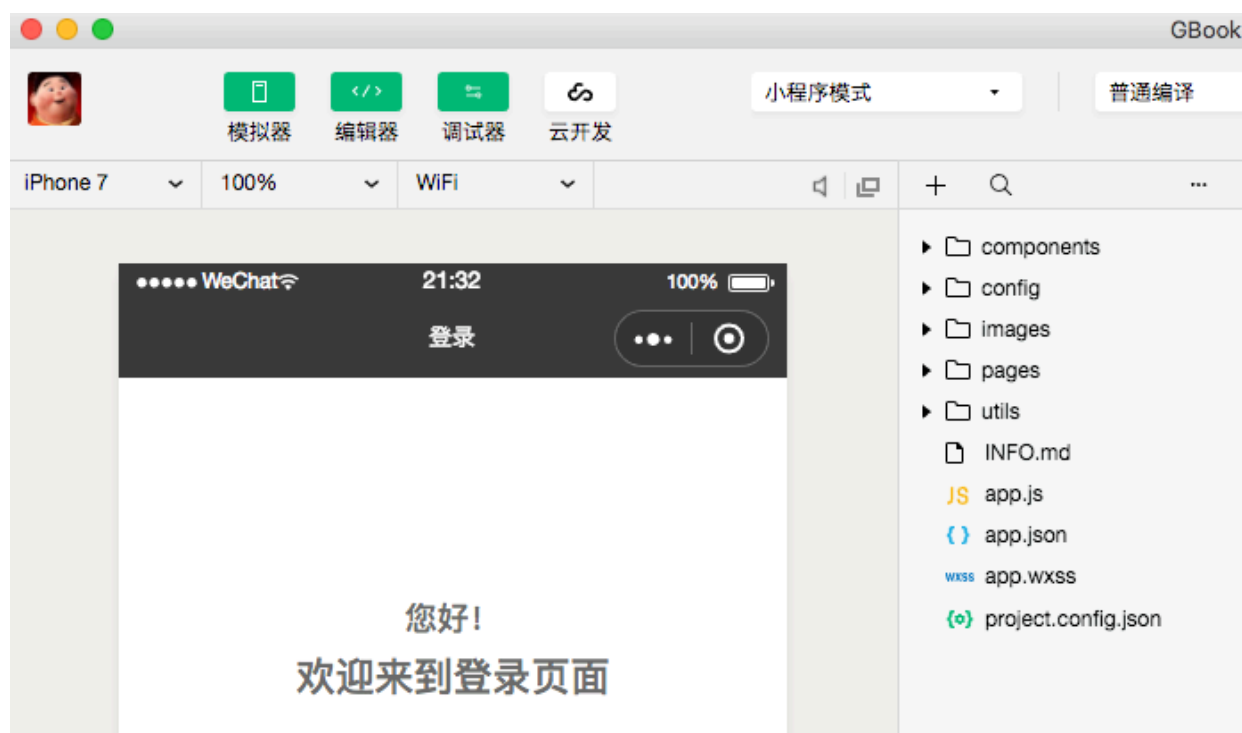 GBook
模拟器 编辑器 调试器 云开发
小程序模式
普通编译
iPhone 7 100% WiFi
WeChat 21:32 100%
登录
您好!
欢迎来到登录页面
components
config
images
pages
utils
INFO.md
JS app.js
{ } app.json
wxss app.wxss
{o} project.config.json